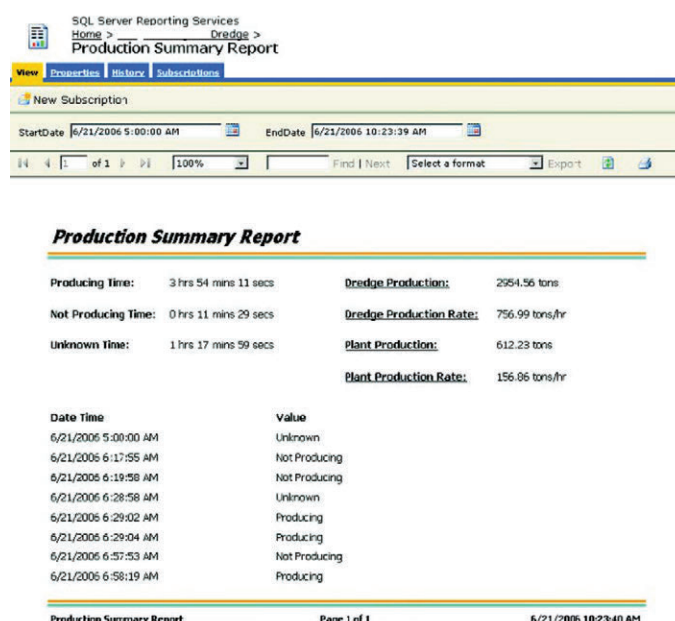 SQL Server Reporting Services
Home > Dredge >
Production Summary Report
View Properties History Subscriptions
New Subscription
StartDate 6/21/2006 5:00:00 AM EndDate 6/21/2006 10:23:39 AM
1 of 1 100% Find | Next Select a format Export
Production Summary Report
Producing Time: 3 hrs 54 mins 11 secs Dredge Production: 2954.56 tons
Not Producing Time: 0 hrs 11 mins 29 secs Dredge Production Rate: 756.99 tons/hr
Unknown Time: 1 hrs 17 mins 59 secs Plant Production: 612.23 tons
Plant Production Rate: 156.86 tons/hr
Date Time Value
6/21/2006 5:00:00 AM Unknown
6/21/2006 6:17:55 AM Not Producing
6/21/2006 6:19:58 AM Not Producing
6/21/2006 6:28:58 AM Unknown
6/21/2006 6:29:02 AM Producing
6/21/2006 6:29:04 AM Producing
6/21/2006 6:57:53 AM Not Producing
6/21/2006 6:58:19 AM Producing
Production Summary Report Page 1 of 1 6/21/2006 10:23:40 AM